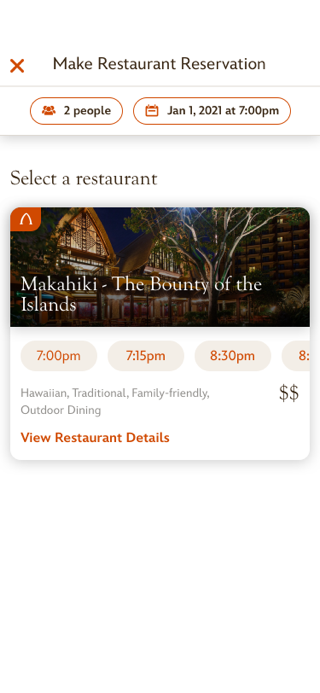 Make Restaurant Reservation
2 people
Jan 1, 2021 at 7:00pm
Select a restaurant
Makahiki - The Bounty of the
Islands
7:00pm
7:15pm
8:30pm
8:
Hawaiian, Traditional, Family-friendly,
Outdoor Dining
$$
View Restaurant Details